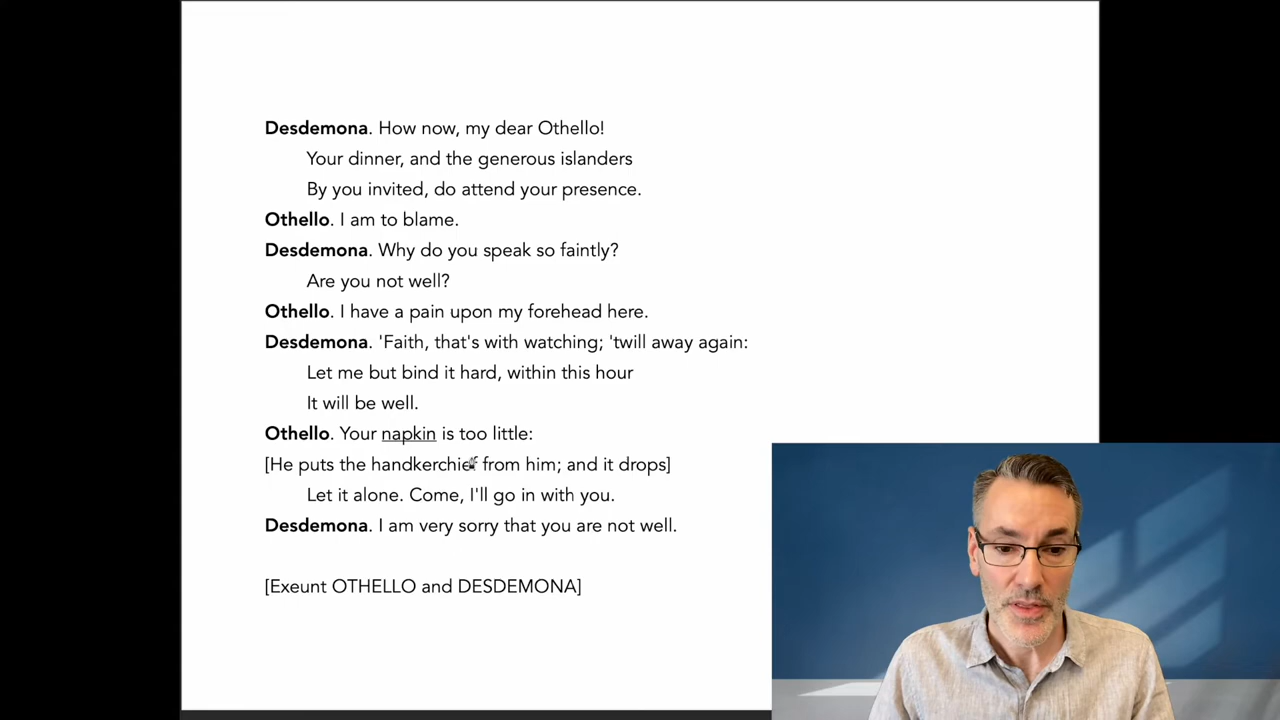 Desdemona. How now, my dear Othello!
Your dinner, and the generous islanders
By you invited, do attend your presence.
Othello. I am to blame.
Desdemona. Why do you speak so faintly?
Are you not well?
Othello. I have a pain upon my forehead here.
Desdemona. 'Faith, that's with watching; 'twill away again:
Let me but bind it hard, within this hour
It will be well.
Othello. Your napkin is too little:
[He puts the handkerchief from him; and it drops]
Let it alone. Come, I'll go in with you.
Desdemona. I am very sorry that you are not well.
[Exeunt OTHELLO and DESDEMONA]